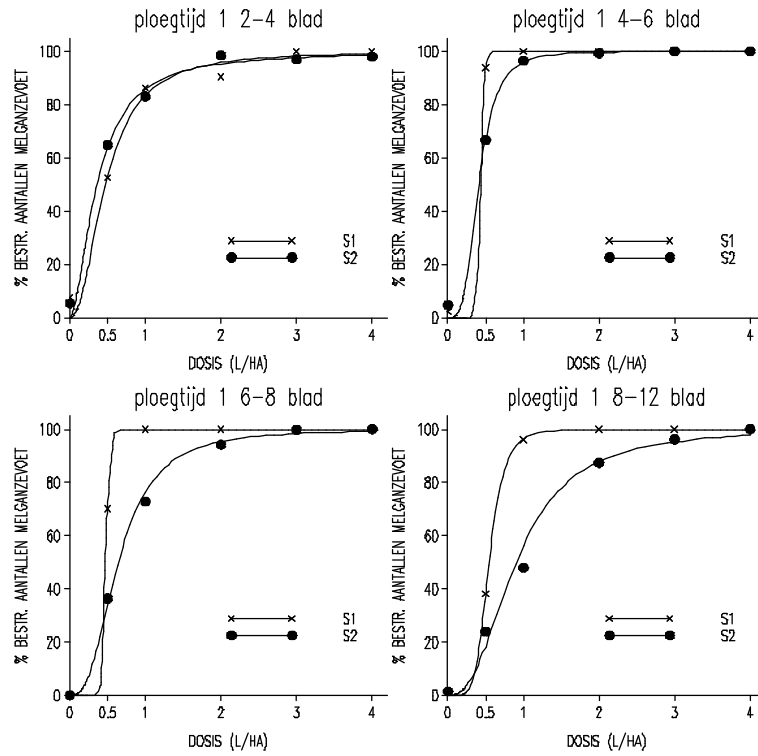 ploegtijd 1 2-4 blad
% BESTR. AANTALLEN MELGANZEVOET
100
80
60
40
20
0
0 0.5 1 2 3 4
DOSIS (L/HA)
S1
S2
ploegtijd 1 4-6 blad
% BESTR. AANTALLEN MELGANZEVOET
100
80
60
40
20
0
0 0.5 1 2 3 4
DOSIS (L/HA)
S1
S2
ploegtijd 1 6-8 blad
% BESTR. AANTALLEN MELGANZEVOET
100
80
60
40
20
0
0 0.5 1 2 3 4
DOSIS (L/HA)
S1
S2
ploegtijd 1 8-12 blad
% BESTR. AANTALLEN MELGANZEVOET
100
80
60
40
20
0
0 0.5 1 2 3 4
DOSIS (L/HA)
S1
S2